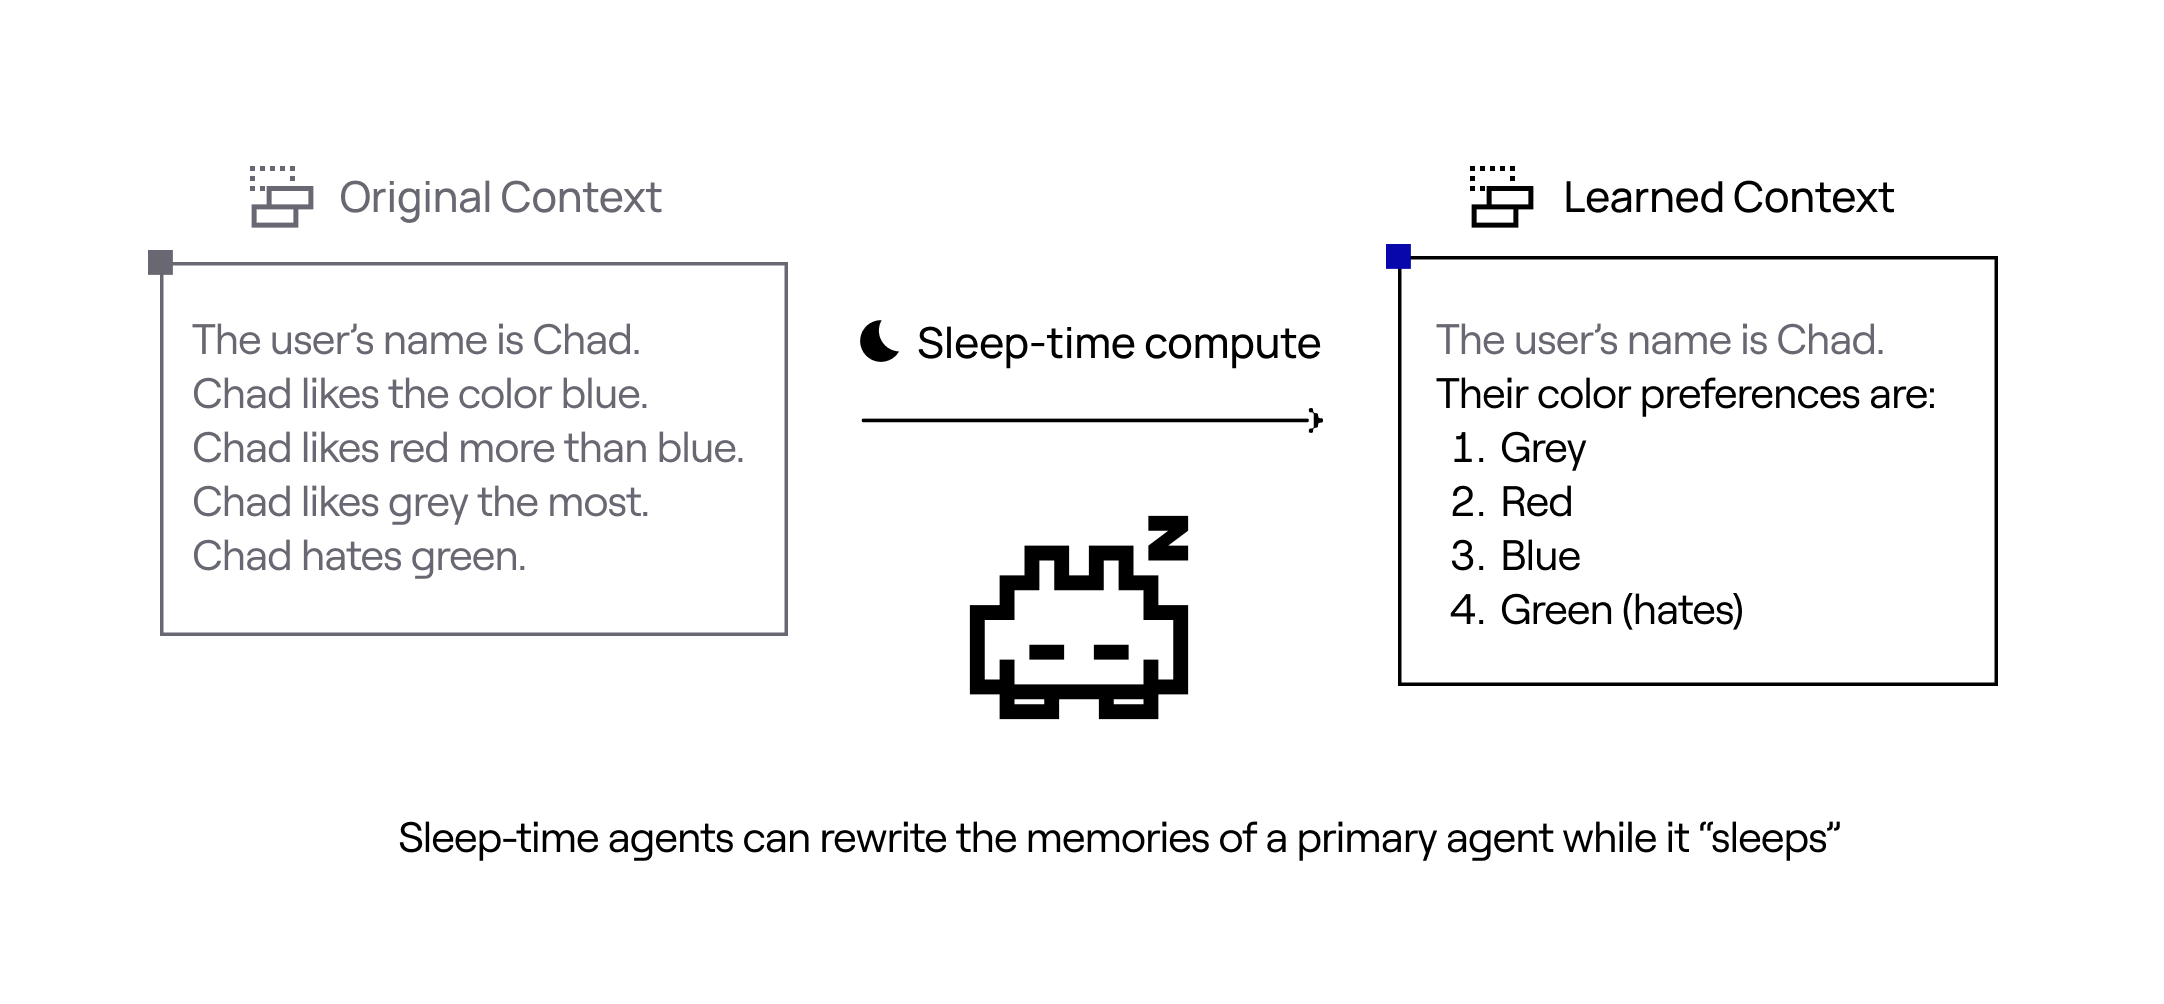 Original Context
The user’s name is Chad.
Chad likes the color blue.
Chad likes red more than blue.
Chad likes grey the most.
Chad hates green.
Sleep-time compute
z
Learned Context
The user’s name is Chad.
Their color preferences are:
1. Grey
2. Red
3. Blue
4. Green (hates)
Sleep-time agents can rewrite the memories of a primary agent while it “sleeps”